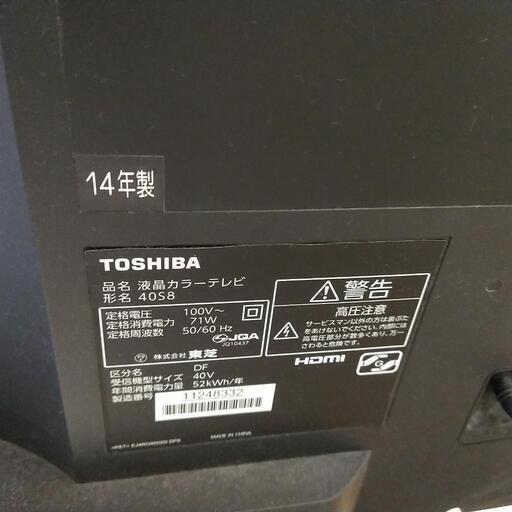 14年製
TOSHIBA
品名 液晶カラーテレビ
形名 40S8
定格電圧 100V～
定格消費電力 71W
定格周波数 50/60 Hz
JQA
JQ10437
株式会社 東芝
区分名 DF
受信機型サイズ 40V
年間消費電力量 52kWh/年
製造番号 11248332
警告
高圧注意
サービスマン以外の方は裏ぶた
をあけないでください。内部には
高電圧部分が数多くあり、万一
さわると危険です。
HDMI
MADE IN CHINA